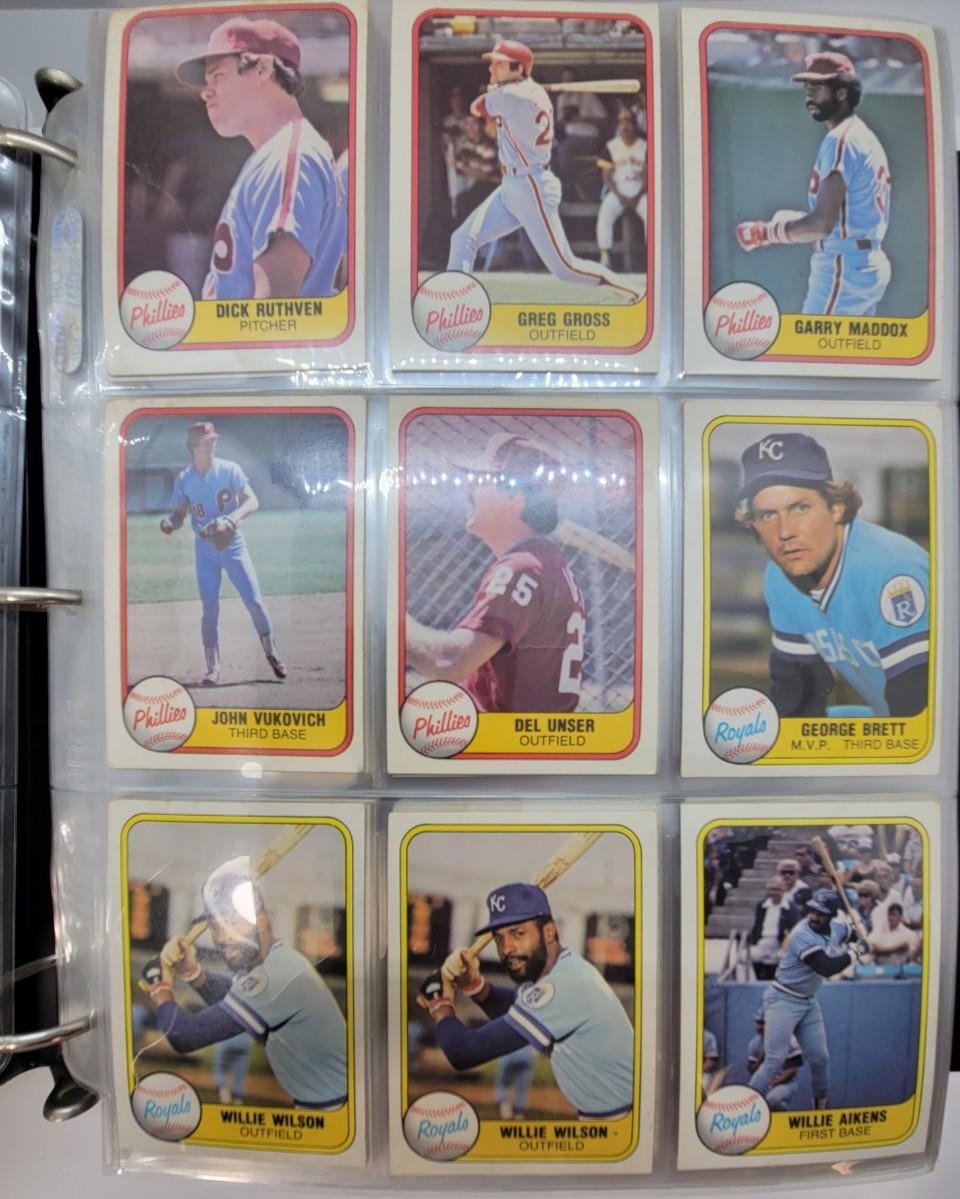 Phillies
DICK RUTHVEN
PITCHER
Phillies
GREG GROSS
OUTFIELD
Phillies
GARRY MADDOX
OUTFIELD
P
Phillies
JOHN VUKOVICH
THIRD BASE
25
Phillies
DEL UNSER
OUTFIELD
KC
R
Royals
GEORGE BRETT
M.V.P. THIRD BASE
Royals
WILLIE WILSON
OUTFIELD
KC
Royals
WILLIE WILSON
OUTFIELD
Royals
WILLIE AIKENS
FIRST BASE